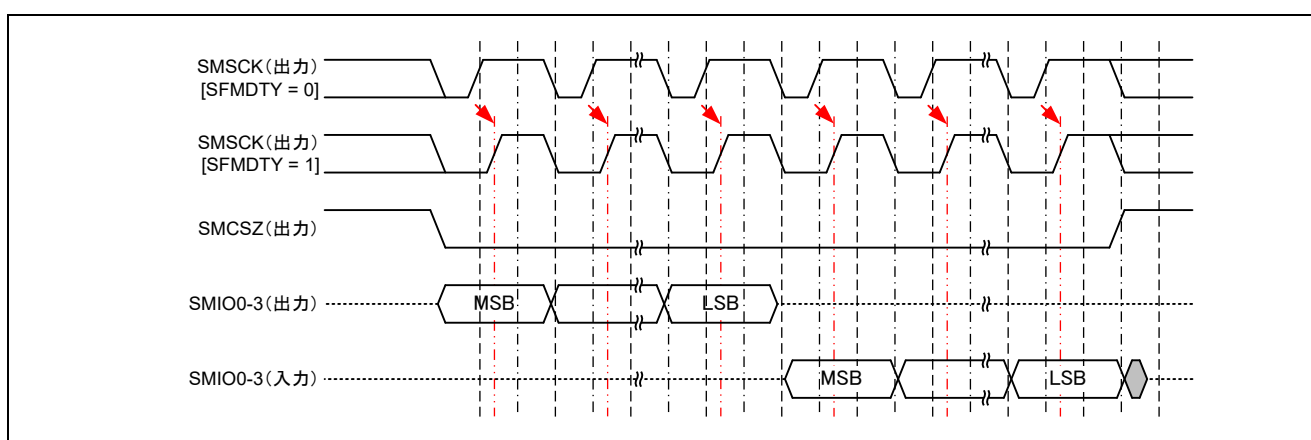 SMSCK(出力)
[SFMDTY = 0]
SMSCK(出力)
[SFMDTY = 1]
SMCSZ(出力)
SMIO0-3(出力)
MSB
LSB
SMIO0-3(入力)
MSB
LSB